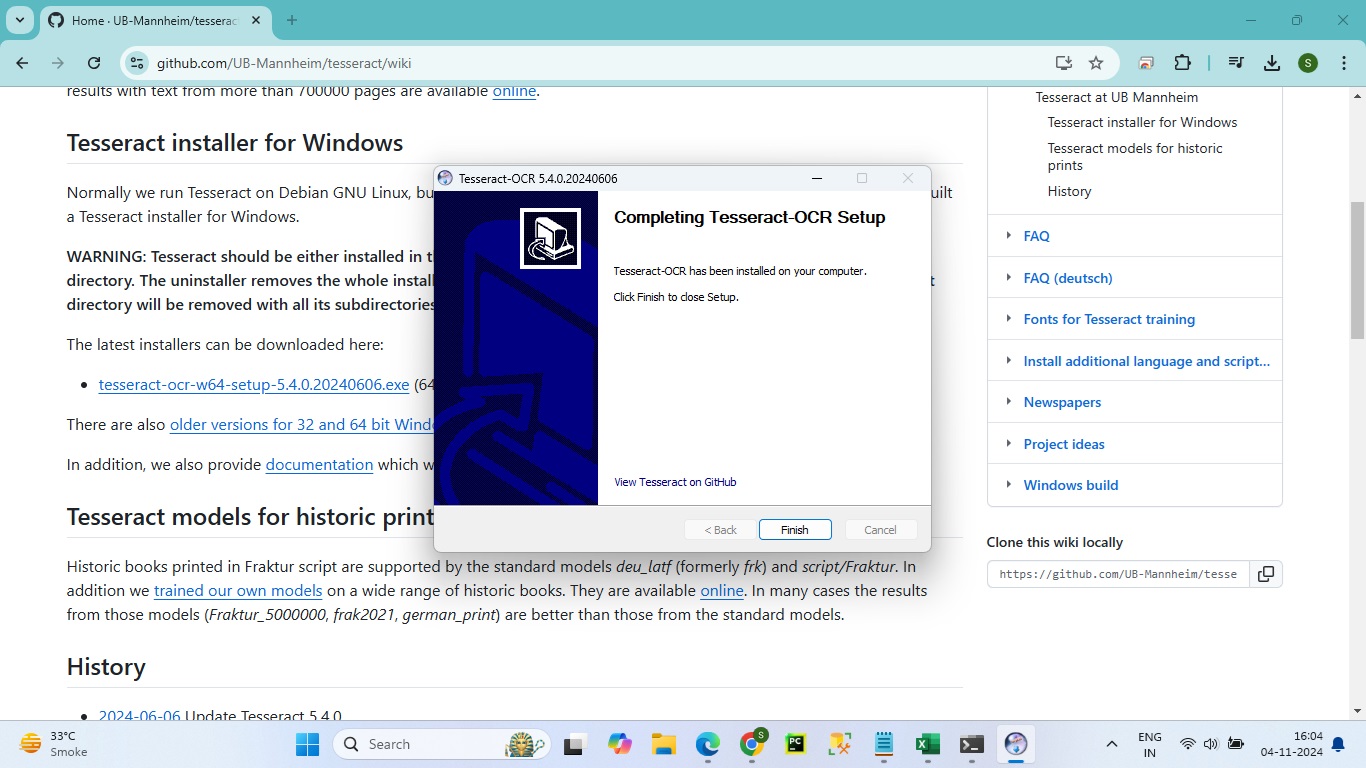 Home · UB-Mannheim/tesserac
github.com/UB-Mannheim/tesseract/wiki
S
results with text from more than 700000 pages are available online.
Tesseract installer for Windows
Normally we run Tesseract on Debian GNU Linux, bu
uilt
a Tesseract installer for Windows.
WARNING: Tesseract should be either installed in t
directory. The uninstaller removes the whole instal
t
directory will be removed with all its subdirectories
The latest installers can be downloaded here:
• tesseract-ocr-w64-setup-5.4.0.20240606.exe (64
There are also older versions for 32 and 64 bit Wind
In addition, we also provide documentation which w
Tesseract models for historic print
Historic books printed in Fraktur script are supported by the standard models deu_latf (formerly frk) and script/Fraktur. In
addition we trained our own models on a wide range of historic books. They are available online. In many cases the results
from those models (Fraktur_5000000, frak2021, german_print) are better than those from the standard models.
History
• 2024-06-06 Update Tesseract 5.4.0
Tesseract-OCR 5.4.0.20240606
Completing Tesseract-OCR Setup
Tesseract-OCR has been installed on your computer.
Click Finish to close Setup.
View Tesseract on GitHub
< Back
Finish
Cancel
Tesseract at UB Mannheim
Tesseract installer for Windows
Tesseract models for historic
prints
History
FAQ
FAQ (deutsch)
Fonts for Tesseract training
Install additional language and script...
Newspapers
Project ideas
Windows build
Clone this wiki locally
https://github.com/UB-Mannheim/tesse
33°C
Smoke
Search
S
PC
ENG
IN
16:04
04-11-2024